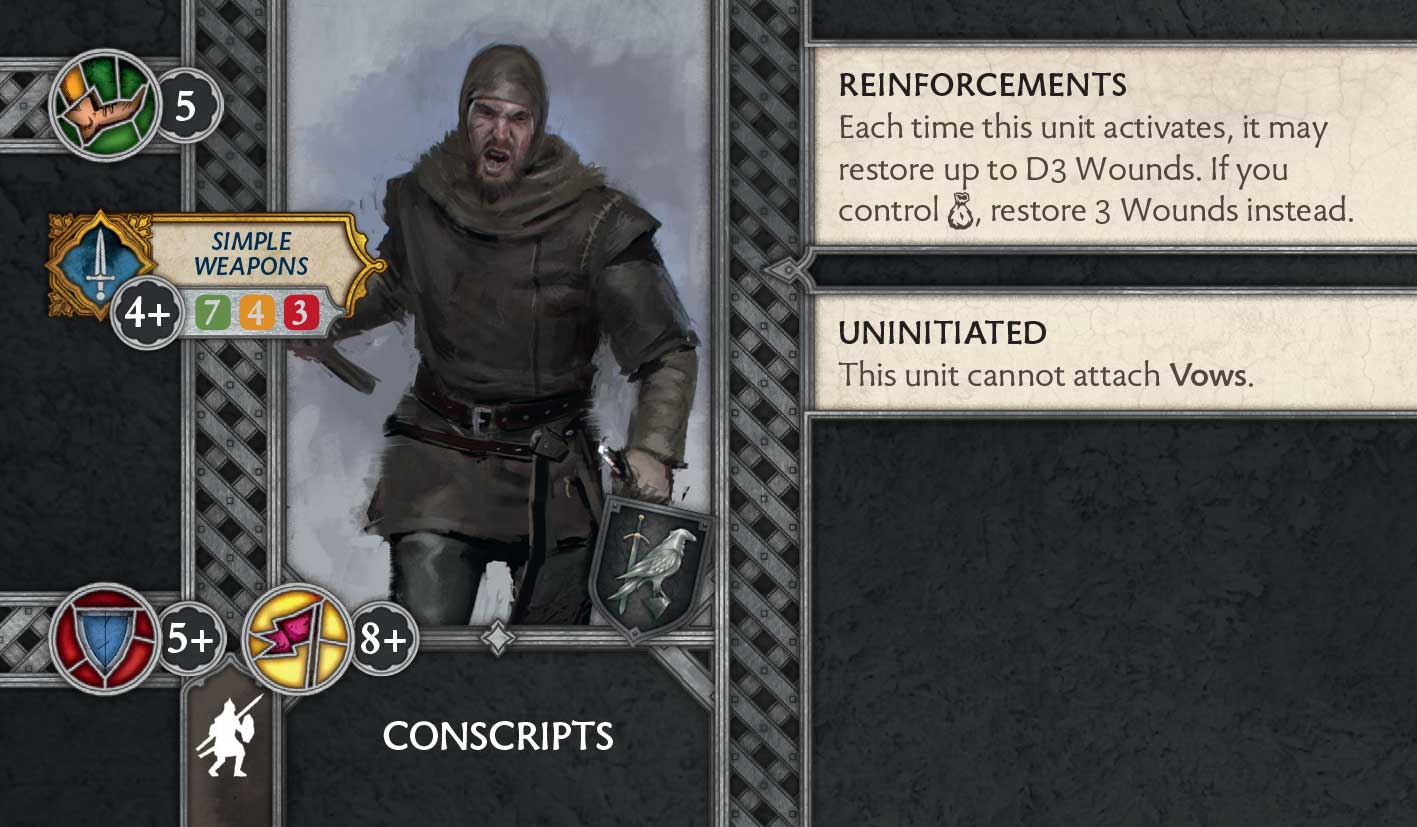 5
SIMPLE
WEAPONS
4+ 7 4 3
5+ 8+
CONSCRIPTS
REINFORCEMENTS
Each time this unit activates, it may
restore up to D3 Wounds. If you
control , restore 3 Wounds instead.
UNINITIATED
This unit cannot attach Vows.